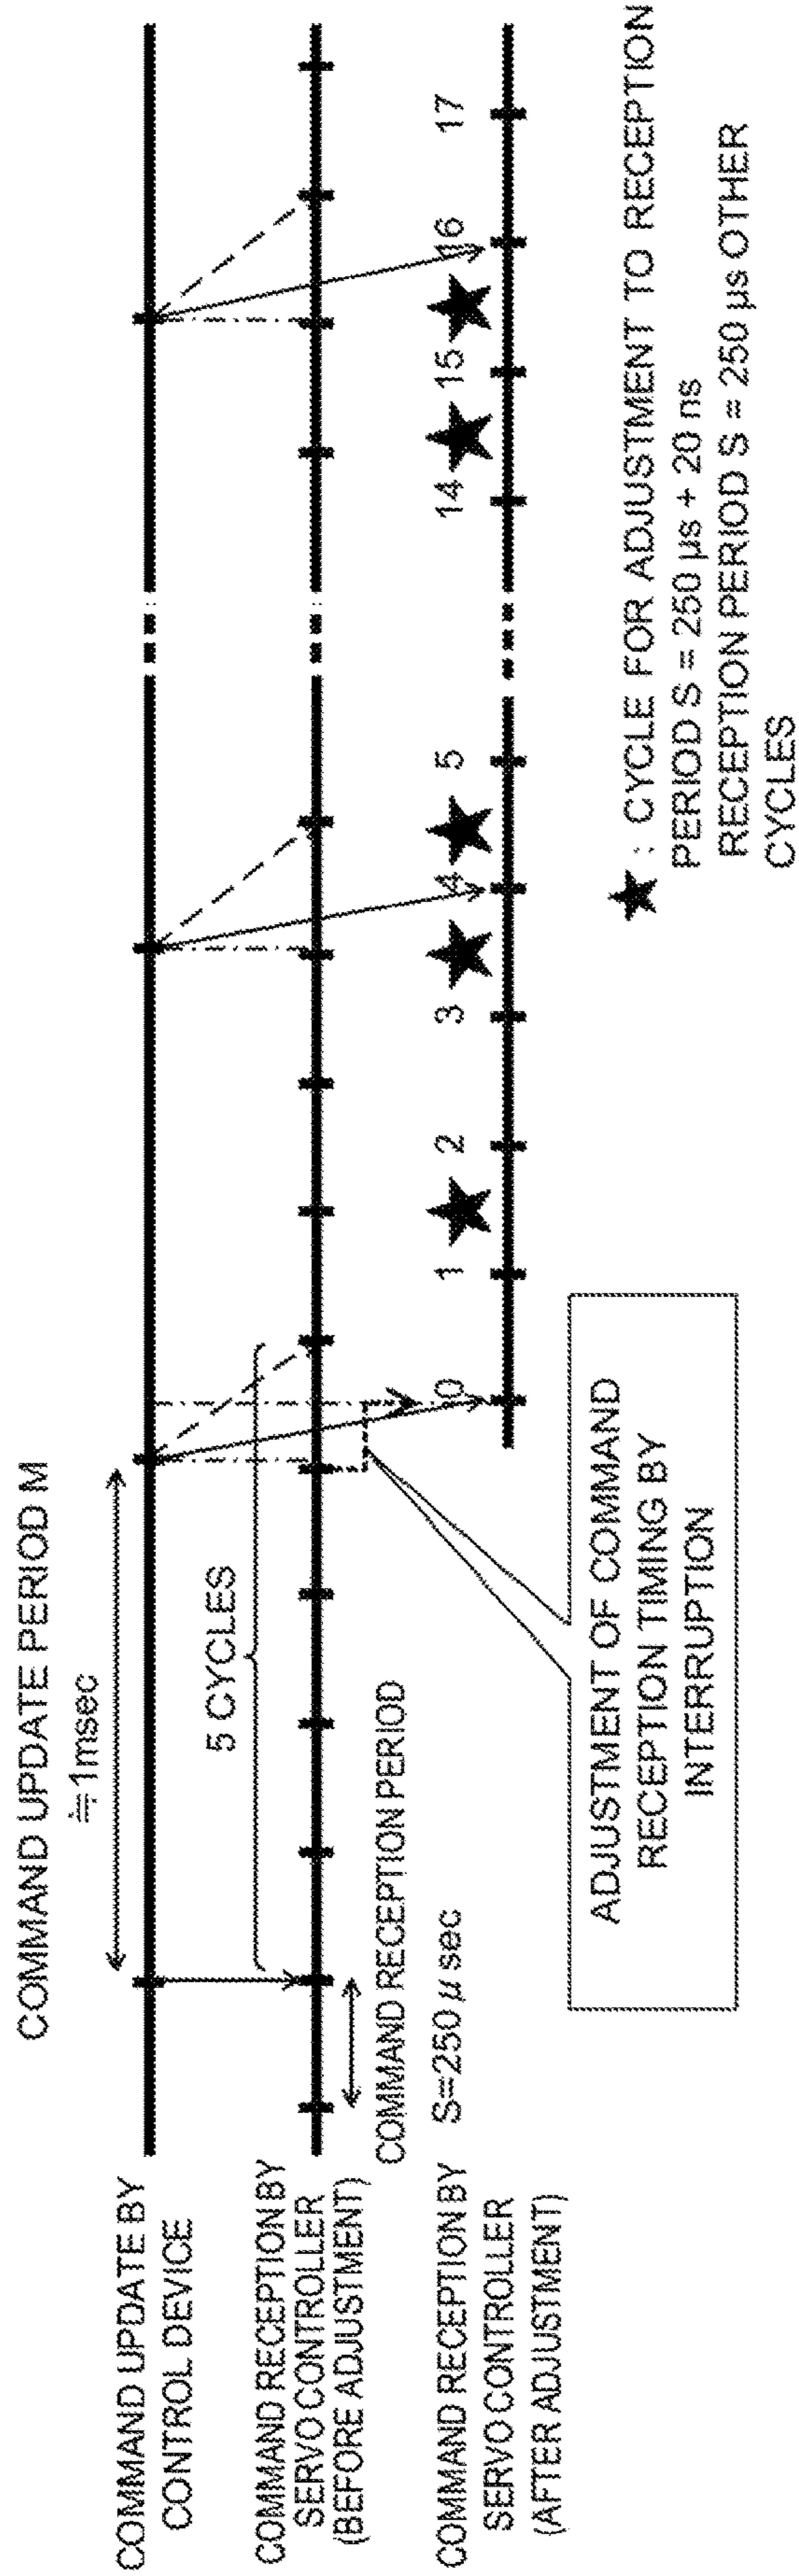 COMMAND UPDATE PERIOD M
≒1msec
COMMAND UPDATE BY
CONTROL DEVICE
5 CYCLES
COMMAND RECEPTION BY
SERVO CONTROLLER
(BEFORE ADJUSTMENT)
COMMAND RECEPTION PERIOD
S=250 μ sec
COMMAND RECEPTION BY
SERVO CONTROLLER
(AFTER ADJUSTMENT)
0 1 2 3 4 5 14 15 16 17
ADJUSTMENT OF COMMAND
RECEPTION TIMING BY
INTERRUPTION
★ : CYCLE FOR ADJUSTMENT TO RECEPTION
PERIOD S = 250 μs + 20 ns
RECEPTION PERIOD S = 250 μs OTHER
CYCLES